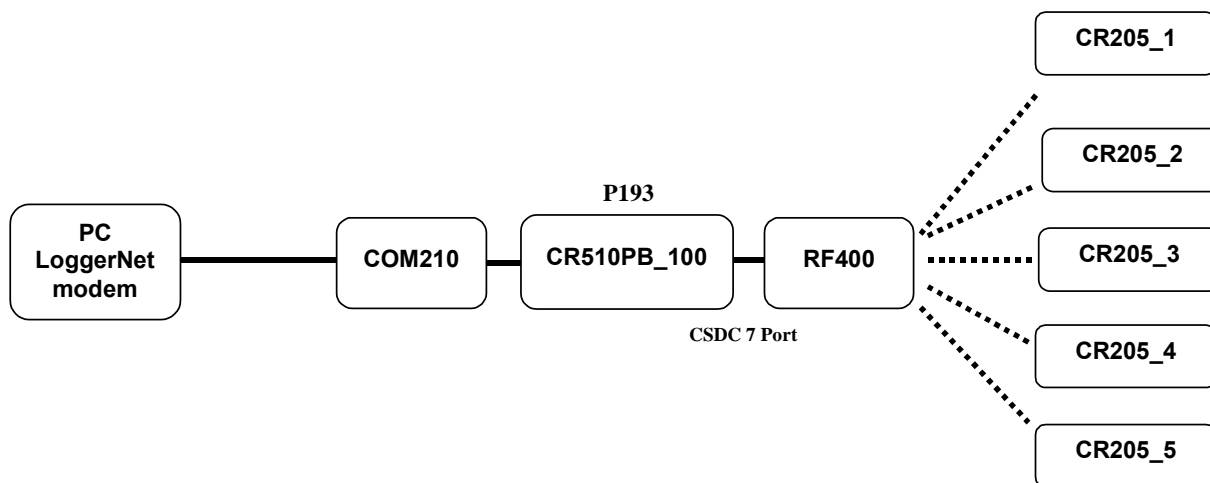 PC
LoggerNet
modem
COM210
P193
CR510PB_100
CSDC 7 Port
RF400
CR205_1
CR205_2
CR205_3
CR205_4
CR205_5